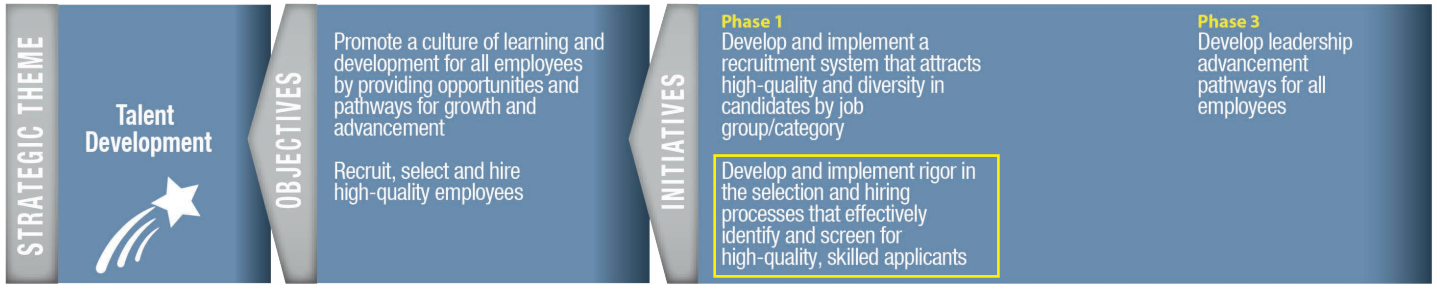 STRATEGIC THEME
Talent
Development
OBJECTIVES
Promote a culture of learning and
development for all employees
by providing opportunities and
pathways for growth and
advancement
Recruit, select and hire
high-quality employees
INITIATIVES
Phase 1
Develop and implement a
recruitment system that attracts
high-quality and diversity in
candidates by job
group/category
Develop and implement rigor in
the selection and hiring
processes that effectively
identify and screen for
high-quality, skilled applicants
Phase 3
Develop leadership
advancement
pathways for all
employees